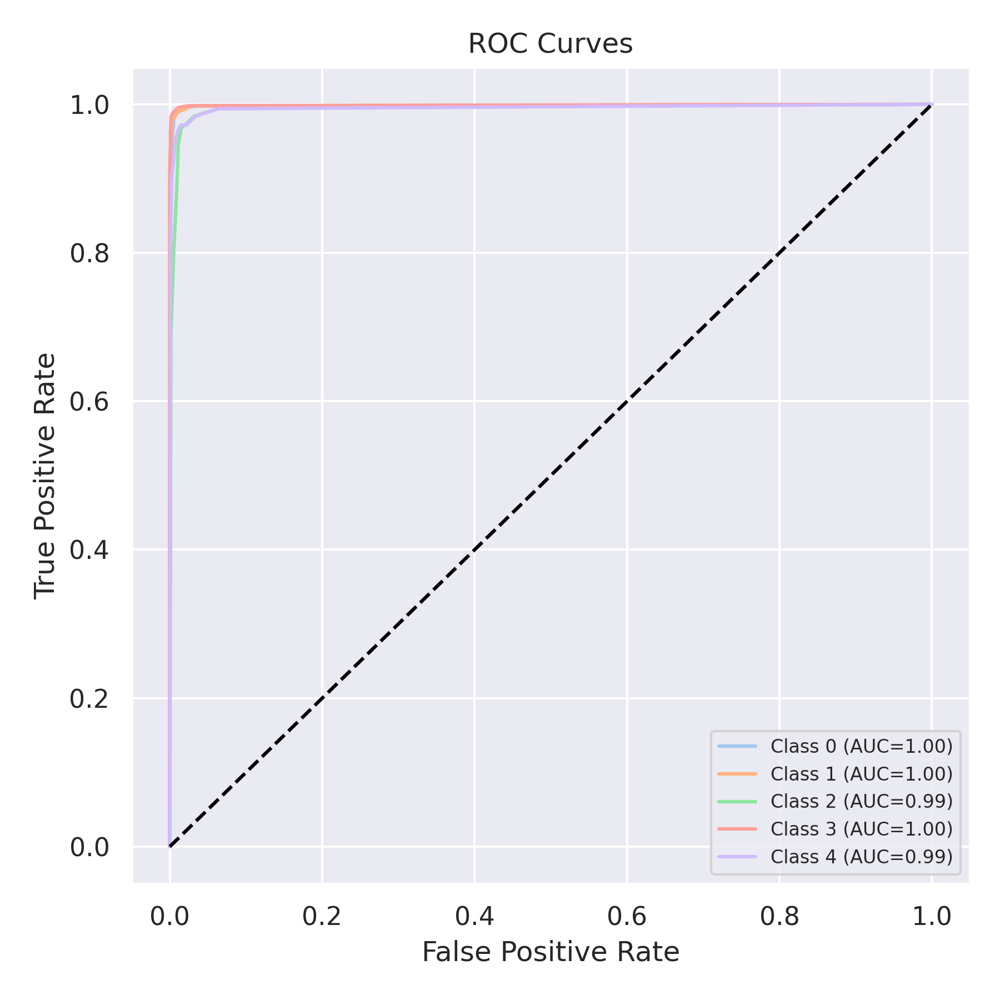 ROC Curves
1.0
0.8
0.6
0.4
0.2
0.0
True Positive Rate
Class 0 (AUC=1.00)
Class 1 (AUC=1.00)
Class 2 (AUC=0.99)
Class 3 (AUC=1.00)
Class 4 (AUC=0.99)
0.0 0.2 0.4 0.6 0.8 1.0
False Positive Rate